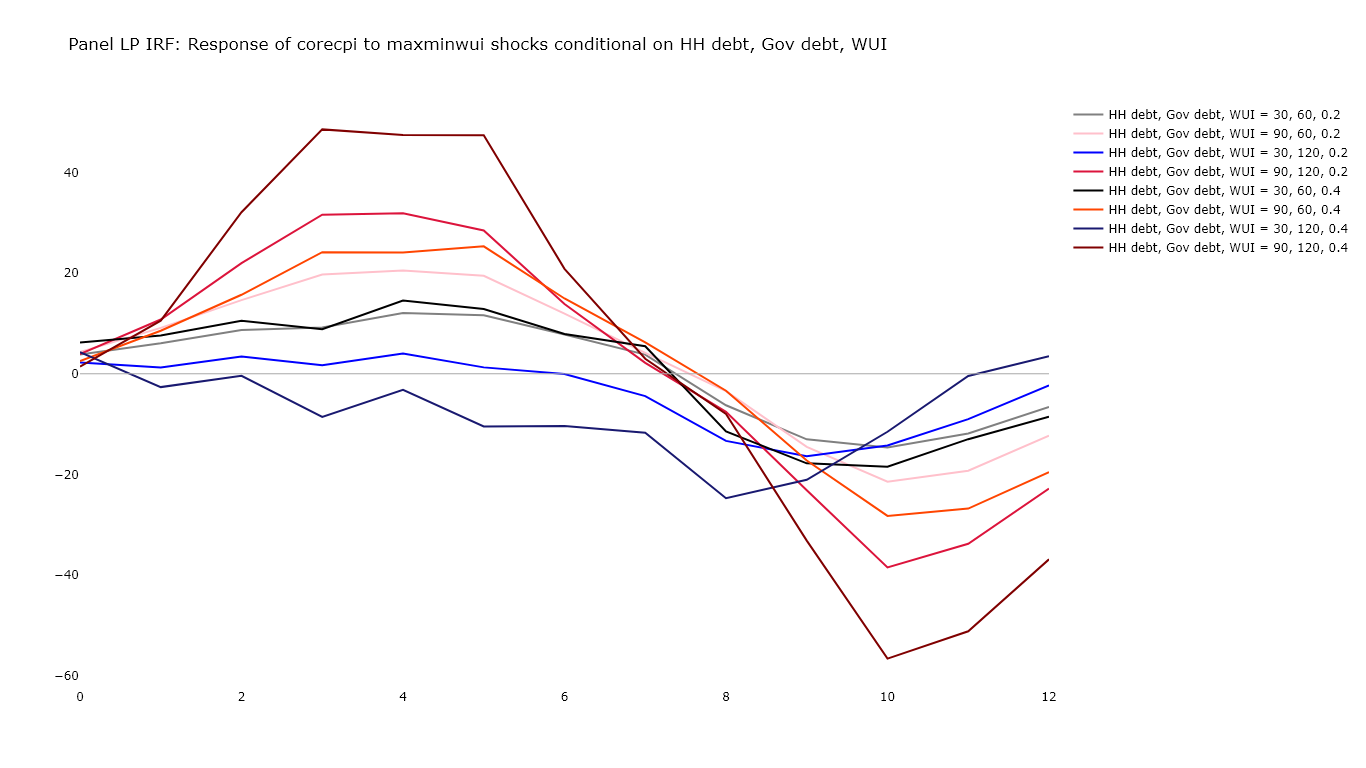 Panel LP IRF: Response of corecpi to maxminwui shocks conditional on HH debt, Gov debt, WUI
HH debt, Gov debt, WUI = 30, 60, 0.2
HH debt, Gov debt, WUI = 90, 60, 0.2
HH debt, Gov debt, WUI = 30, 120, 0.2
HH debt, Gov debt, WUI = 90, 120, 0.2
HH debt, Gov debt, WUI = 30, 60, 0.4
HH debt, Gov debt, WUI = 90, 60, 0.4
HH debt, Gov debt, WUI = 30, 120, 0.4
HH debt, Gov debt, WUI = 90, 120, 0.4
40
20
0
−20
−40
−60
0 2 4 6 8 10 12